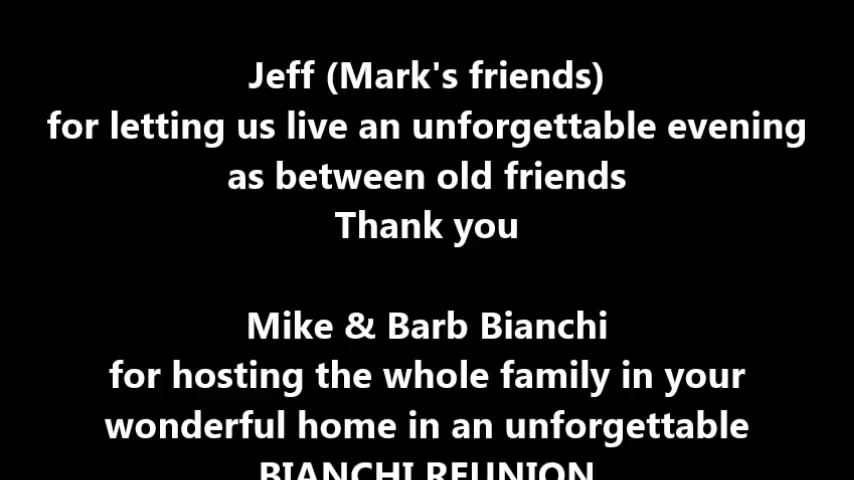 Jeff (Mark's friends)
for letting us live an unforgettable evening
as between old friends
Thank you
Mike & Barb Bianchi
for hosting the whole family in your
wonderful home in an unforgettable
BIANCHI REUNION